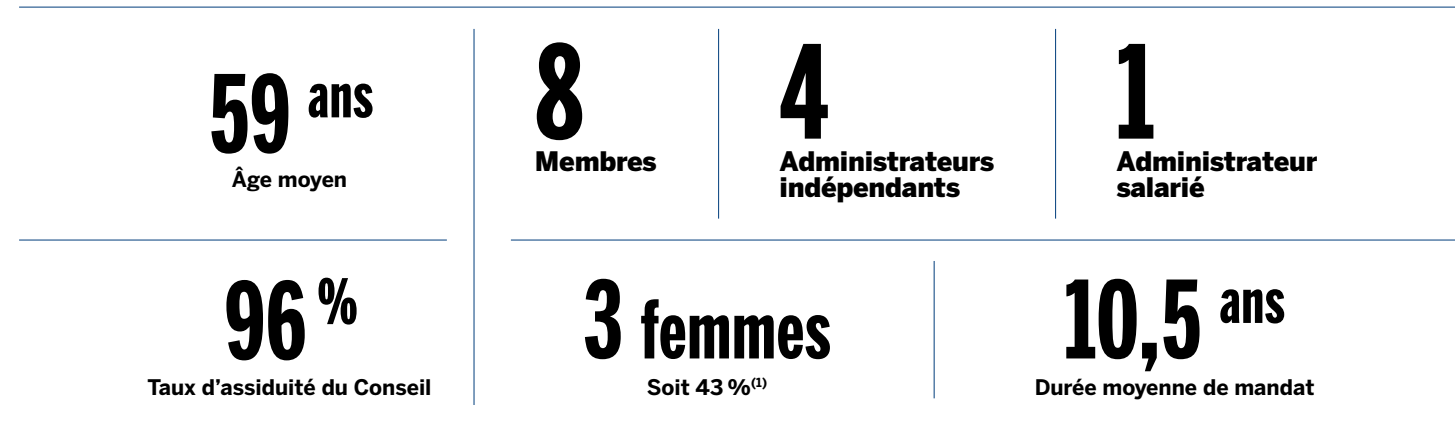 59 ans
Âge moyen
8
Membres
4
Administrateurs
indépendants
1
Administrateur
salarié
96 %
Taux d’assiduité du Conseil
3 femmes
Soit 43 %(1)
10,5 ans
Durée moyenne de mandat